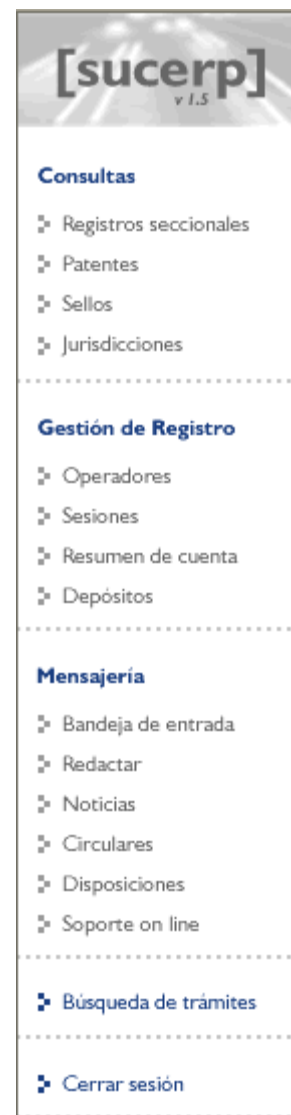 [sucerp]
v 1.5
Consultas
Registros seccionales
Patentes
Sellos
Jurisdicciones
Gestión de Registro
Operadores
Sesiones
Resumen de cuenta
Depósitos
Mensajería
Bandeja de entrada
Redactar
Noticias
Circulares
Disposiciones
Soporte on line
Búsqueda de trámites
Cerrar sesión